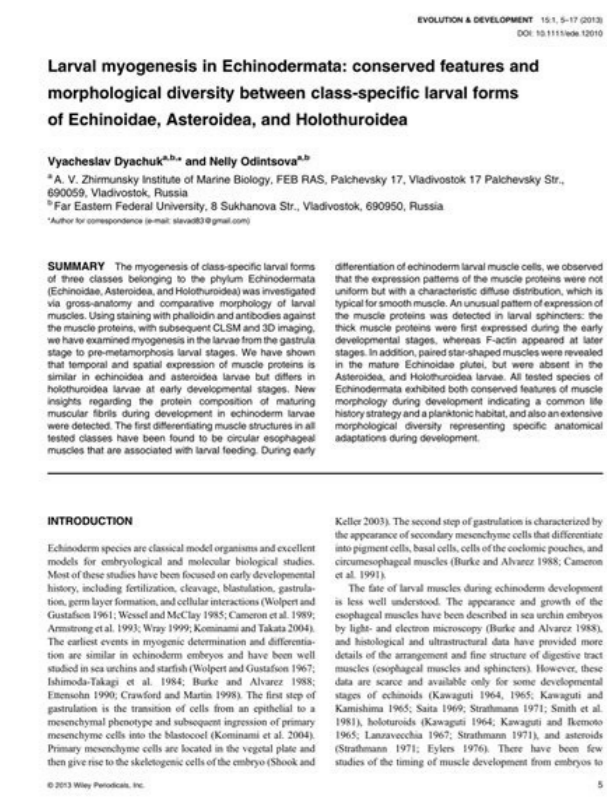 EVOLUTION & DEVELOPMENT 15:1, 5–17 (2013)
DOI: 10.1111/ede.12010
Larval myogenesis in Echinodermata: conserved features and
morphological diversity between class-specific larval forms
of Echinoidae, Asteroidea, and Holothuroidea
Vyacheslav Dyachuk^a,b,* and Nelly Odintsova^a,b
^a A. V. Zhirmunsky Institute of Marine Biology, FEB RAS, Palchevsky 17, Vladivostok 17 Palchevsky Str.,
690059, Vladivostok, Russia
^b Far Eastern Federal University, 8 Sukhanova Str., Vladivostok, 690950, Russia
*Author for correspondence (e-mail: slavad83@gmail.com)
SUMMARY The myogenesis of class-specific larval forms
of three classes belonging to the phylum Echinodermata
(Echinoidae, Asteroidea, and Holothuroidea) was investigated
via gross-anatomy and comparative morphology of larval
muscles. Using staining with phalloidin and antibodies against
the muscle proteins, with subsequent CLSM and 3D imaging,
we have examined myogenesis in the larvae from the gastrula
stage to pre-metamorphosis larval stages. We have shown
that temporal and spatial expression of muscle proteins is
similar in echinoidea and asteroidea larvae but differs in
holothuroidea larvae at early developmental stages. New
insights regarding the protein composition of maturing
muscular fibrils during development in echinoderm larvae
were detected. The first differentiating muscle structures in all
tested classes have been found to be circular esophageal
muscles that are associated with larval feeding. During early
differentiation of echinoderm larval muscle cells, we observed
that the expression patterns of the muscle proteins were not
uniform but with a characteristic diffuse distribution, which is
typical for smooth muscle. An unusual pattern of expression of
the muscle proteins was detected in larval sphincters: the
thick muscle proteins were first expressed during the early
developmental stages, whereas F-actin appeared at later
stages. In addition, paired star-shaped muscles were revealed
in the mature Echinoidae plutei, but were absent in the
Asteroidea, and Holothuroidea larvae. All tested species of
Echinodermata exhibited both conserved features of muscle
morphology during development indicating a common life
history strategy and a planktonic habitat, and also an extensive
morphological diversity representing specific anatomical
adaptations during development.
INTRODUCTION
Echinoderm species are classical model organisms and excellent
models for embryological and molecular biological studies.
Most of these studies have been focused on early developmental
history, including fertilization, cleavage, blastulation, gastrula-
tion, germ layer formation, and cellular interactions (Wolpert and
Gustafson 1961; Wessel and McClay 1985; Cameron et al. 1989;
Armstrong et al. 1993; Wray 1999; Kominami and Takata 2004).
The earliest events in myogenic determination and differentia-
tion are similar in echinoderm embryos and have been well
studied in sea urchins and starfish (Wolpert and Gustafson 1967;
Ishimoda-Takagi et al. 1984; Burke and Alvarez 1988;
Ettensohn 1990; Crawford and Martin 1998). The first step of
gastrulation is the transition of cells from an epithelial to a
mesenchymal phenotype and subsequent ingression of primary
mesenchyme cells into the blastocoel (Kominami et al. 2004).
Primary mesenchyme cells are located in the vegetal plate and
then give rise to the skeletogenic cells of the embryo (Shook and
Keller 2003). The second step of gastrulation is characterized by
the appearance of secondary mesenchyme cells that differentiate
into pigment cells, basal cells, cells of the coelomic pouches, and
circumesophageal muscles (Burke and Alvarez 1988; Cameron
et al. 1991).
The fate of larval muscles during echinoderm development
is less well understood. The appearance and growth of the
esophageal muscles have been described in sea urchin embryos
by light- and electron microscopy (Burke and Alvarez 1988),
and histological and ultrastructural data have provided more
details of the arrangement and fine structure of digestive tract
muscles (esophageal muscles and sphincters). However, these
data are scarce and available only for some developmental
stages of echinoids (Kawaguti 1964, 1965; Kawaguti and
Kamishima 1965; Saita 1969; Strathmann 1971; Smith et al.
1981), holoturoids (Kawaguti 1964; Kawaguti and Ikemoto
1965; Lanzavecchia 1967; Strathmann 1971), and asteroids
(Strathmann 1971; Eylers 1976). There have been few
studies of the timing of muscle development from embryos to
© 2013 Wiley Periodicals, Inc.
5